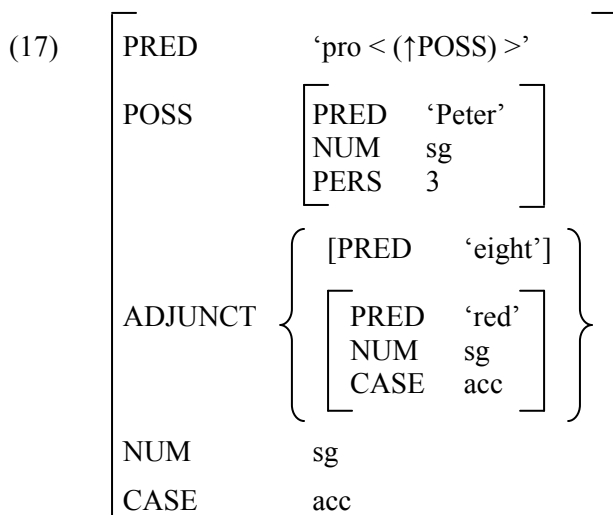 (17) PRED ‘pro < (↑POSS) >’
POSS PRED ‘Peter’
NUM sg
PERS 3
[PRED ‘eight’]
ADJUNCT PRED ‘red’
NUM sg
CASE acc
NUM sg
CASE acc